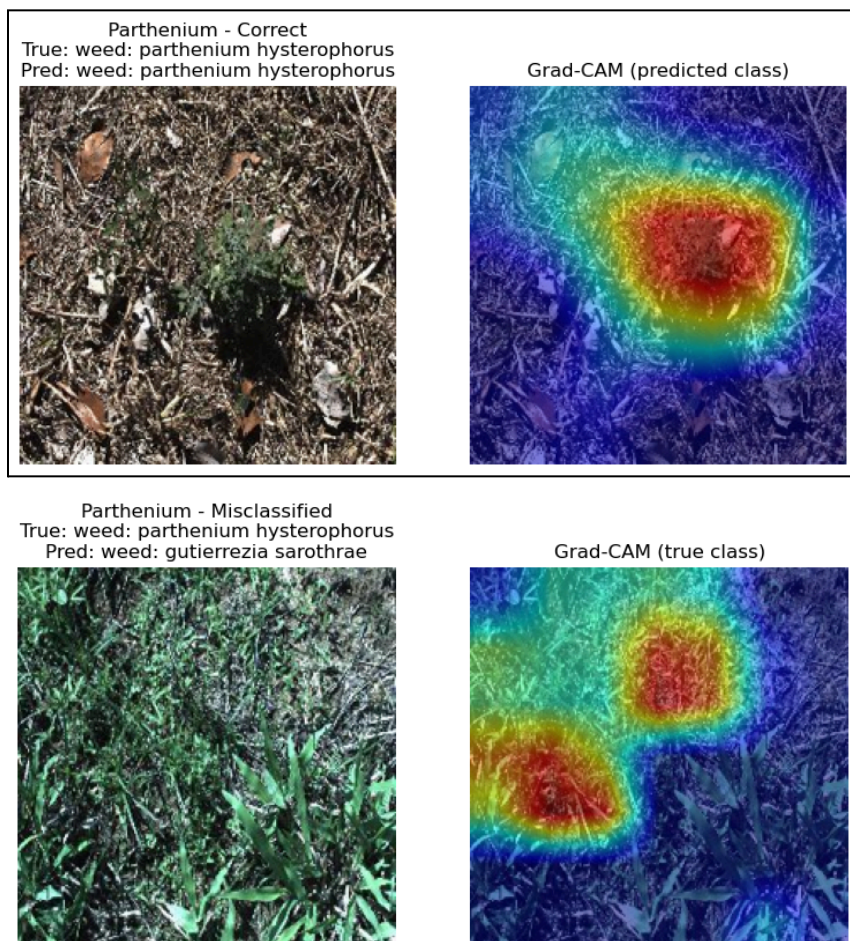 Parthenium - Correct
True: weed: parthenium hysterophorus
Pred: weed: parthenium hysterophorus
Grad-CAM (predicted class)
Parthenium - Misclassified
True: weed: parthenium hysterophorus
Pred: weed: gutierrezia sarothrae
Grad-CAM (true class)